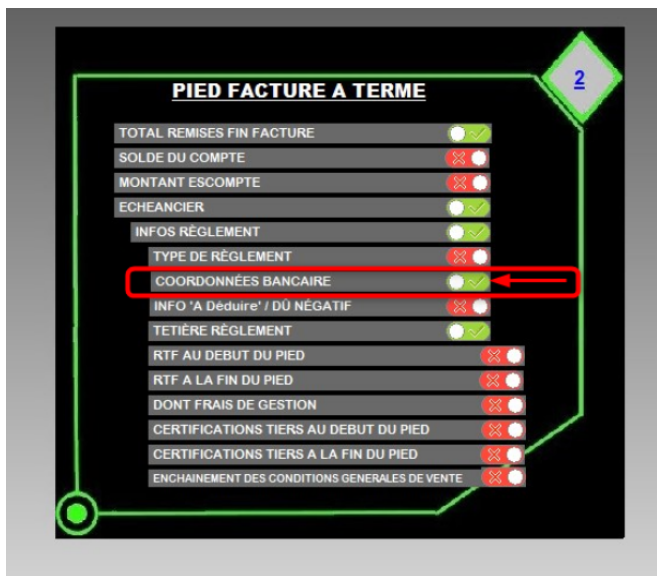 2
PIED FACTURE A TERME
TOTAL REMISES FIN FACTURE
SOLDE DU COMPTE
MONTANT ESCOMPTE
ECHEANCIER
INFOS RÈGLEMENT
TYPE DE RÈGLEMENT
COORDONNÉES BANCAIRE
INFO 'A Déduire' / DÛ NÉGATIF
TETIÈRE RÈGLEMENT
RTF AU DEBUT DU PIED
RTF A LA FIN DU PIED
DONT FRAIS DE GESTION
CERTIFICATIONS TIERS AU DEBUT DU PIED
CERTIFICATIONS TIERS A LA FIN DU PIED
ENCHAINEMENT DES CONDITIONS GENERALES DE VENTE